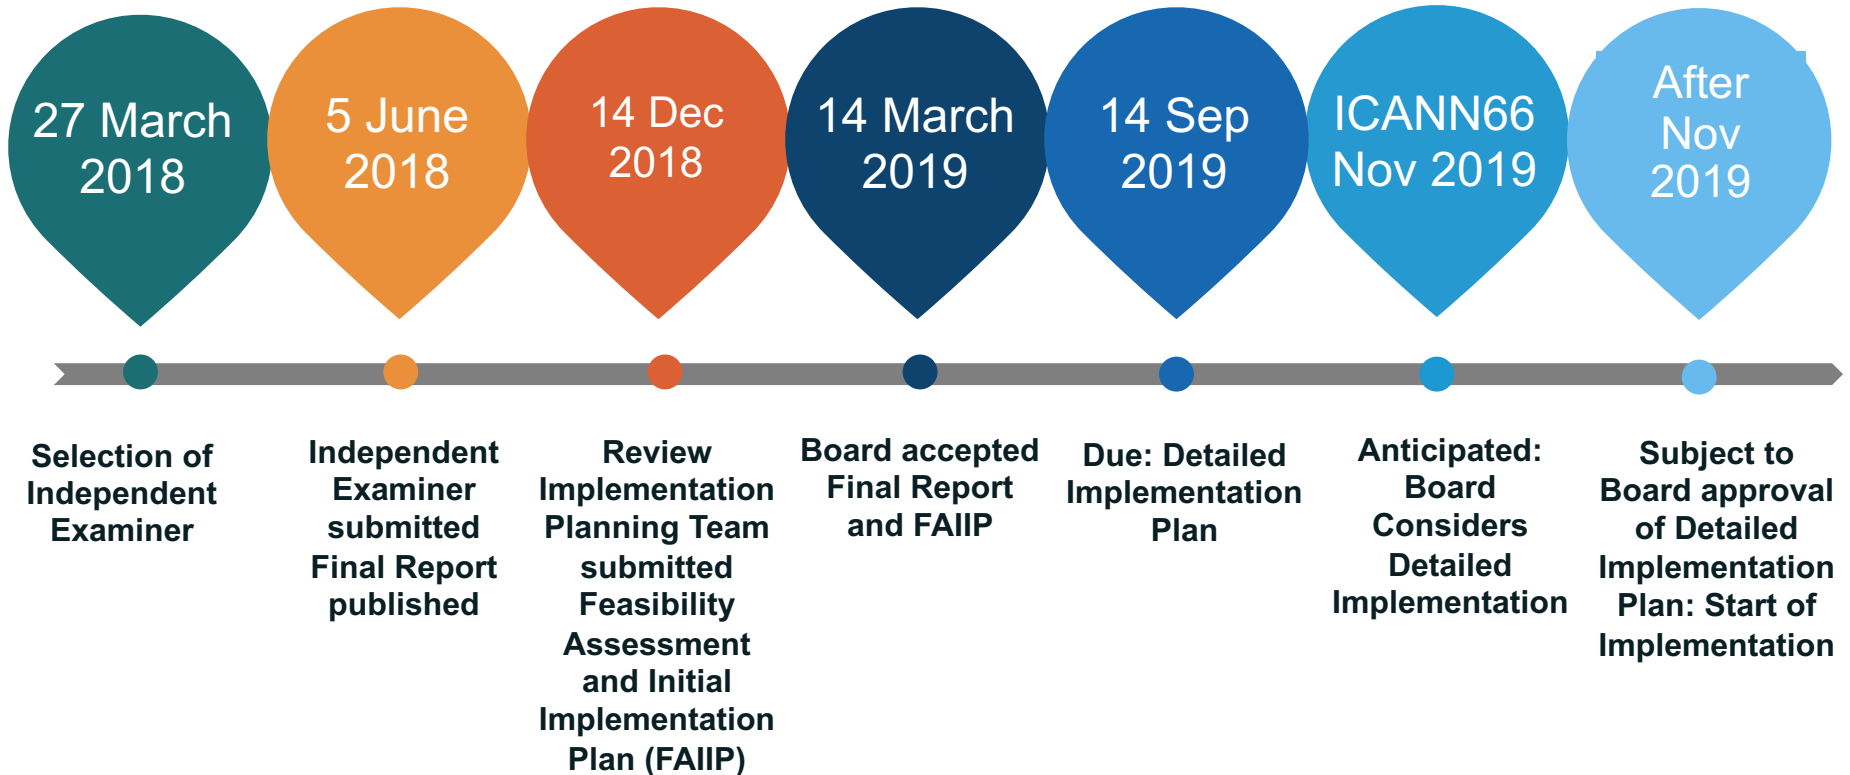 27 March
2018
5 June
2018
14 Dec
2018
14 March
2019
14 Sep
2019
ICANN66
Nov 2019
After
Nov
2019
Selection of
Independent
Examiner
Independent
Examiner
submitted
Final Report
published
Review
Implementation
Planning Team
submitted
Feasibility
Assessment
and Initial
Implementation
Plan (FAIIP)
Board accepted
Final Report
and FAIIP
Due: Detailed
Implementation
Plan
Anticipated:
Board
Considers
Detailed
Implementation
Subject to
Board approval
of Detailed
Implementation
Plan: Start of
Implementation